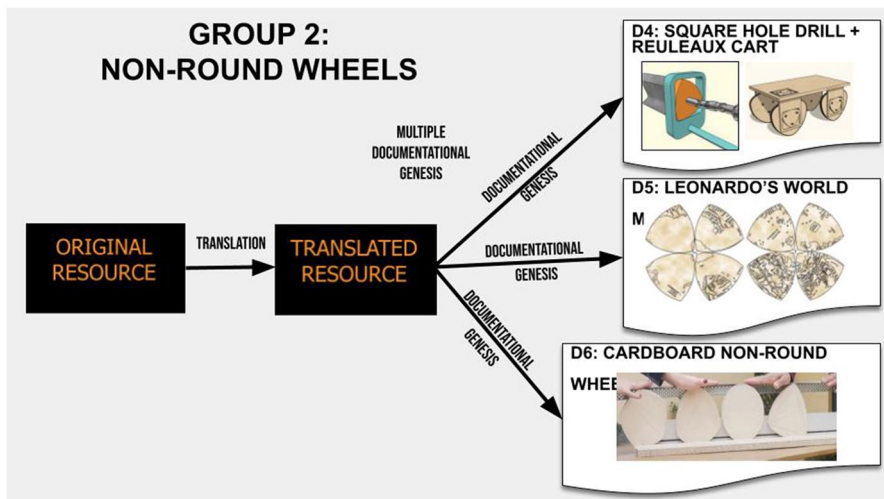 GROUP 2:
NON-ROUND WHEELS
MULTIPLE
DOCUMENTATIONAL
GENESIS
ORIGINAL
RESOURCE
TRANSLATION
TRANSLATED
RESOURCE
DOCUMENTATIONAL
GENESIS
DOCUMENTATIONAL
GENESIS
DOCUMENTATIONAL
GENESIS
D4: SQUARE HOLE DRILL +
REULEAUX CART
D5: LEONARDO'S WORLD
M
D6: CARDBOARD NON-ROUND
WHEE